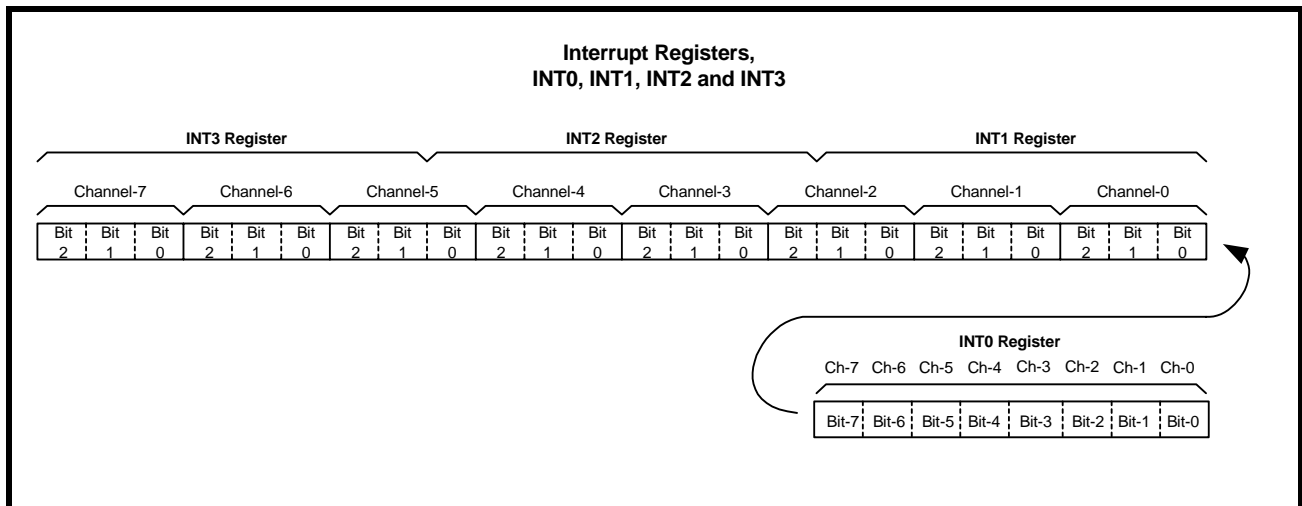 Interrupt Registers,
INT0, INT1, INT2 and INT3
INT3 Register INT2 Register INT1 Register
Channel-7 Channel-6 Channel-5 Channel-4 Channel-3 Channel-2 Channel-1 Channel-0
Bit Bit Bit Bit Bit Bit Bit Bit Bit Bit Bit Bit Bit Bit Bit Bit Bit Bit Bit Bit Bit Bit Bit Bit
2 1 0 2 1 0 2 1 0 2 1 0 2 1 0 2 1 0 2 1 0 2 1 0
INT0 Register
Ch-7 Ch-6 Ch-5 Ch-4 Ch-3 Ch-2 Ch-1 Ch-0
Bit-7 Bit-6 Bit-5 Bit-4 Bit-3 Bit-2 Bit-1 Bit-0